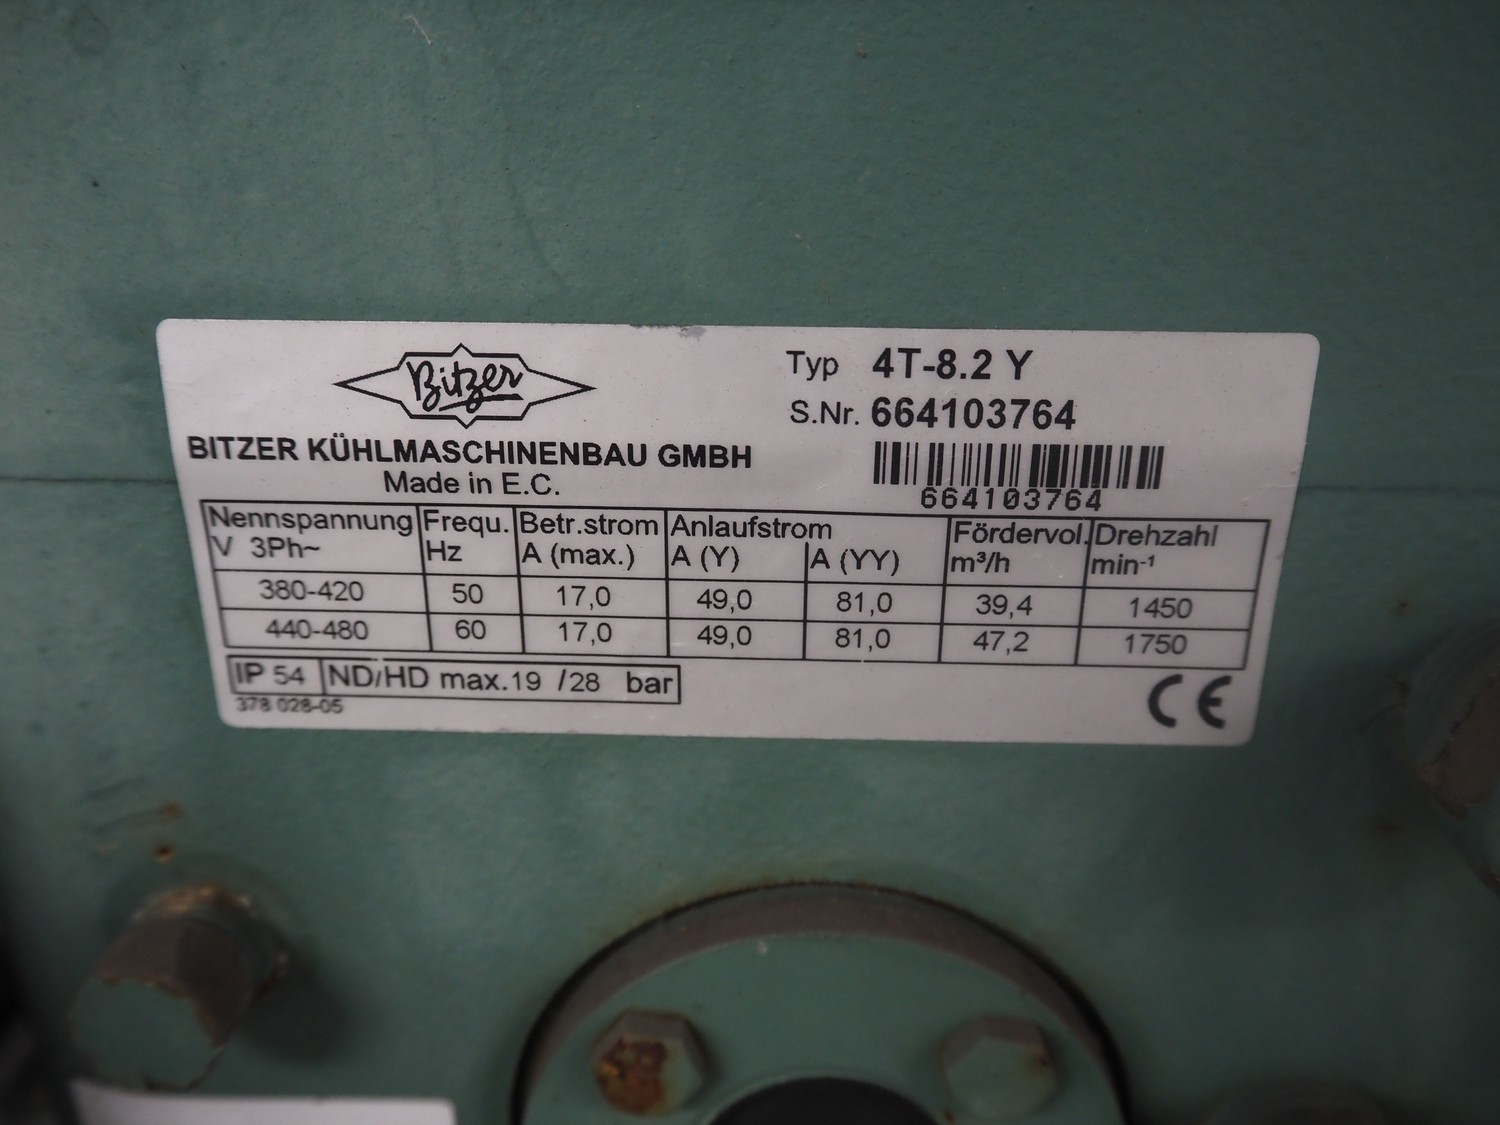 Bitzer
BITZER KÜHLMASCHINENBAU GMBH
Made in E.C.
Typ 4T-8.2 Y
S.Nr. 664103764
664103764
Nennspannung V 3Ph~ Frequ. Hz Betr.strom A (max.) Anlaufstrom A (Y) A (YY) Fördervol. m³/h Drehzahl min-¹
380-420 50 17,0 49,0 81,0 39,4 1450
440-480 60 17,0 49,0 81,0 47,2 1750
IP 54 ND/HD max.19 /28 bar
378 028-05
CE